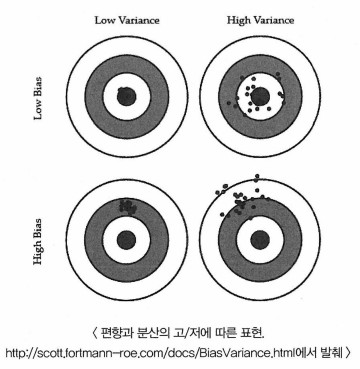 Low Variance
High Variance
Low Bias
High Bias
〈 편향과 분산의 고/저에 따른 표현.
http://scott.fortmann-roe.com/docs/BiasVariance.html에서 발췌 〉